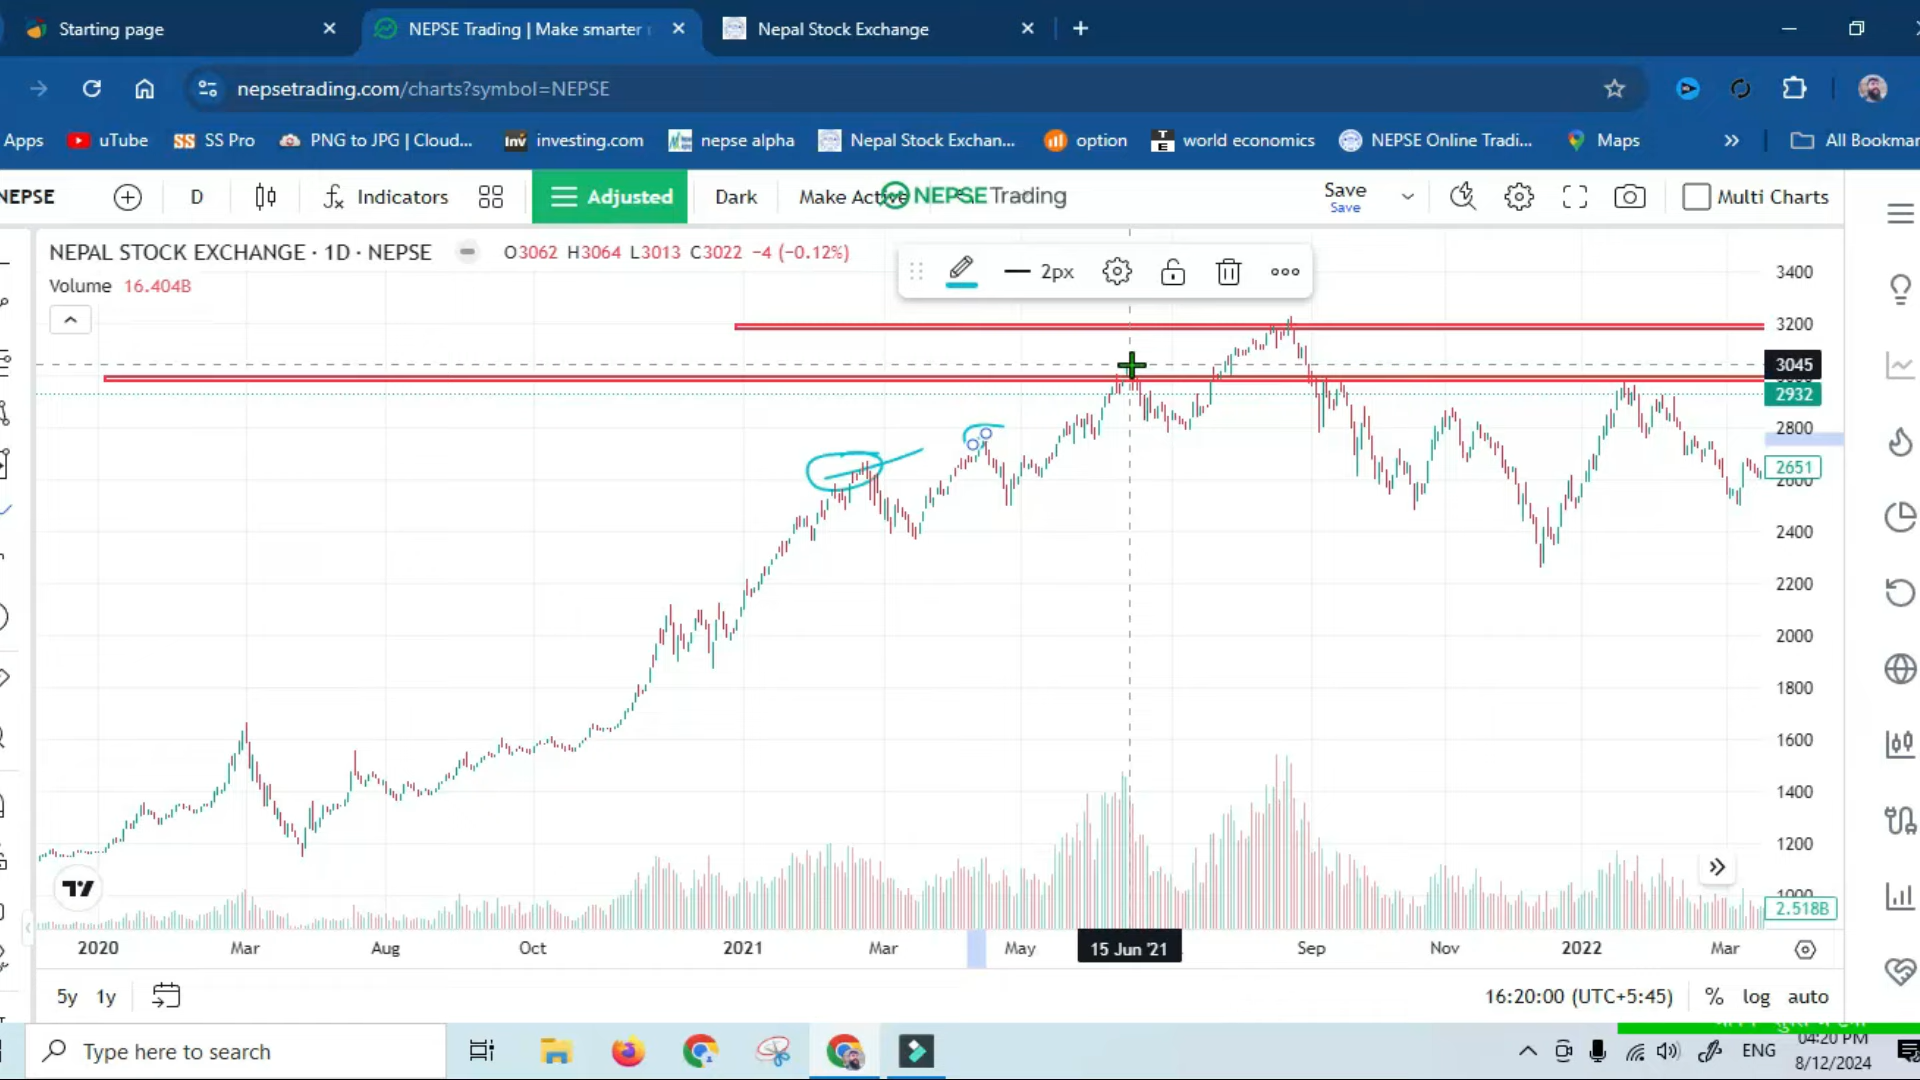 Starting page
NEPSE Trading | Make smarter
Nepal Stock Exchange
nepsetrading.com/charts?symbol=NEPSE
Apps
uTube
SS Pro
PNG to JPG | Cloud...
investing.com
nepse alpha
Nepal Stock Exchan...
option
world economics
NEPSE Online Tradi...
Maps
All Bookmar
NEPSE
D
Indicators
Adjusted
Dark
Make Active
NEPSE Trading
Save
Save
Multi Charts
NEPAL STOCK EXCHANGE · 1D · NEPSE
O3062 H3064 L3013 C3022 −4 (−0.12%)
Volume 16.404B
2px
3400
3200
3045
2932
2800
2651
2600
2400
2200
2000
1800
1600
1400
1200
1000
2.518B
2020 Mar Aug Oct 2021 Mar May 15 Jun '21 Sep Nov 2022 Mar
5y 1y
16:20:00 (UTC+5:45)
% log auto
Type here to search
ENG
04:20 PM
8/12/2024